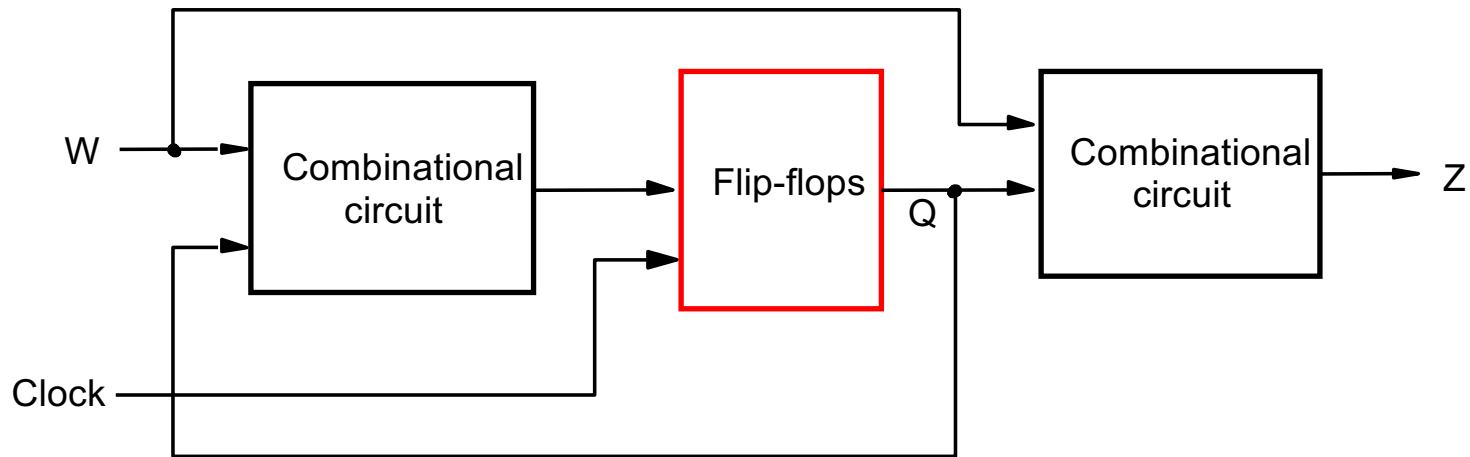 W
Combinational
circuit
Flip-flops
Q
Combinational
circuit
Z
Clock